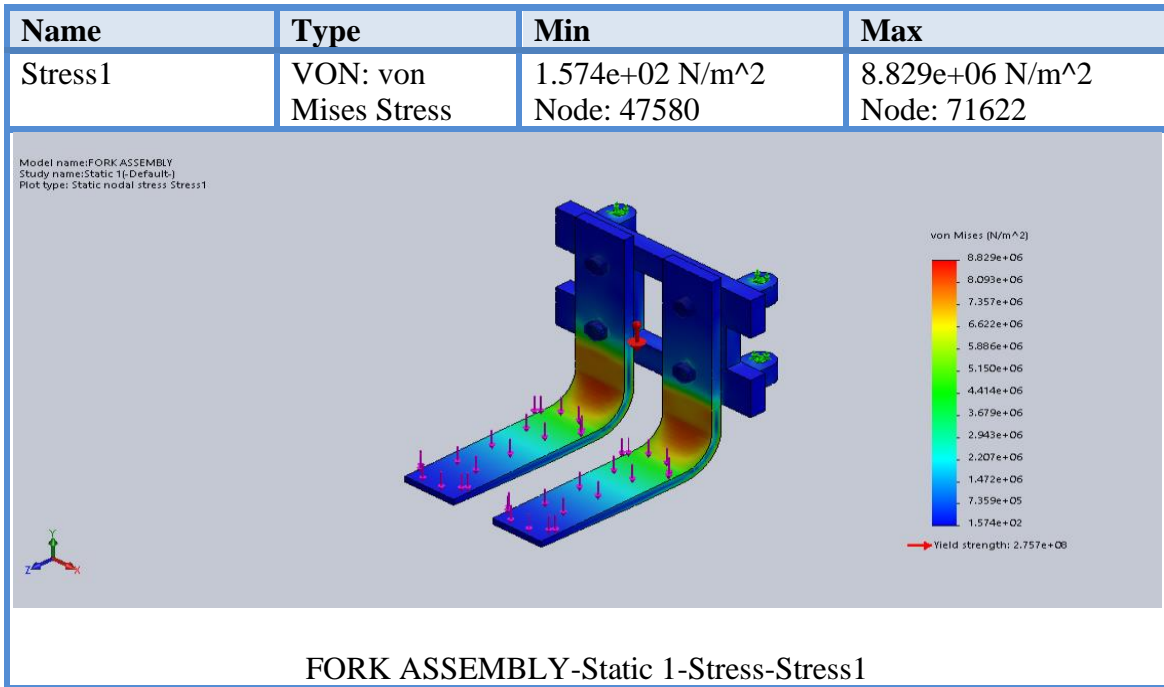 Name Type Min Max
Stress1 VON: von 1.574e+02 N/m^2 8.829e+06 N/m^2
Mises Stress Node: 47580 Node: 71622
Model name:FORK ASSEMBLY
Study name:Static 1(-Default-)
Plot type: Static nodal stress Stress1
von Mises (N/m^2)
8.829e+06
8.093e+06
7.357e+06
6.622e+06
5.886e+06
5.150e+06
4.414e+06
3.679e+06
2.943e+06
2.207e+06
1.472e+06
7.359e+05
1.574e+02
Yield strength: 2.757e+08
Y
Z X
FORK ASSEMBLY-Static 1-Stress-Stress1